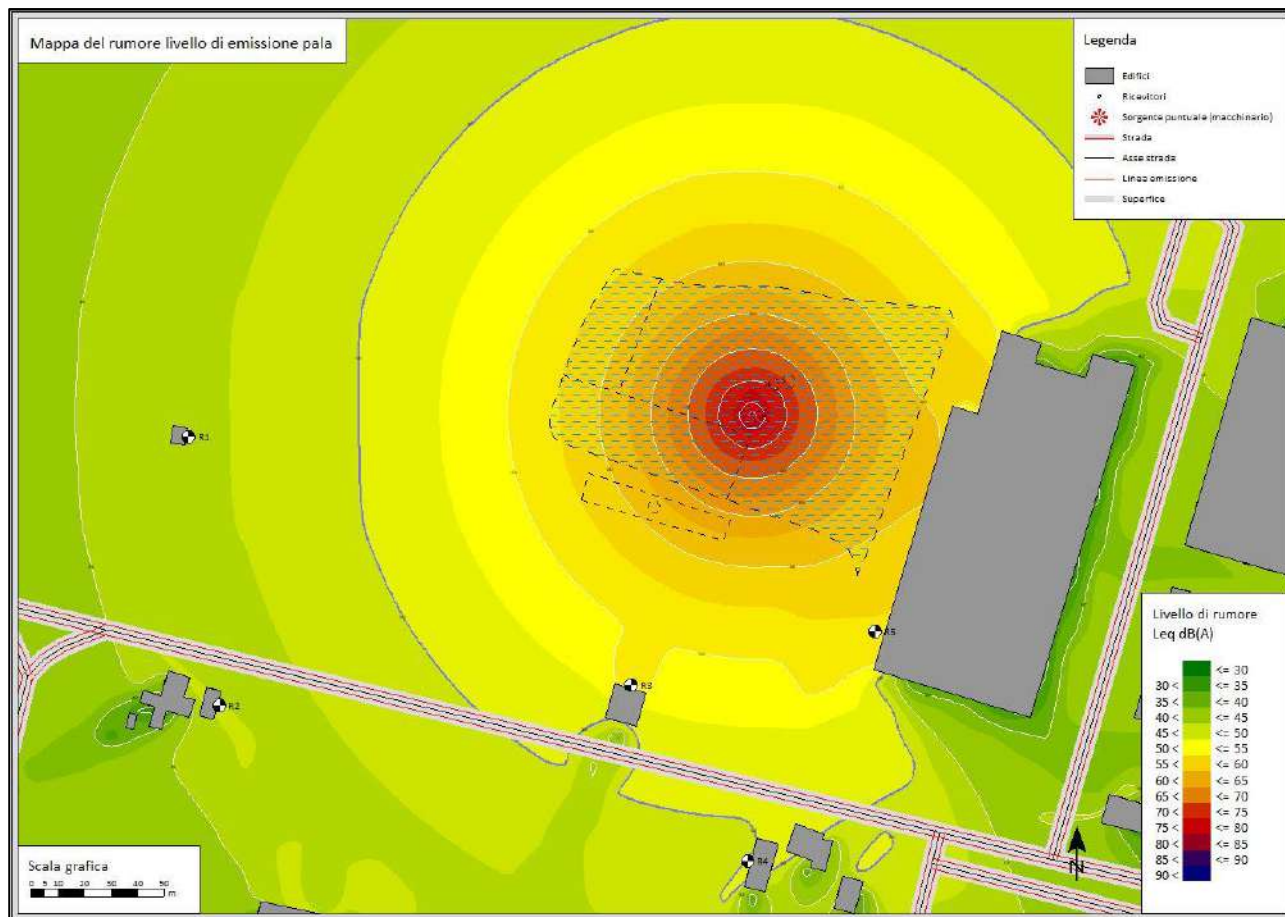 Mappa del rumore livello di emissione pala
Legenda
Edifici
Ricevitori
Sorgente puntuale (macchinario)
Strada
Asse strada
Linea emissione
Superfice
R1
R2
R3
R4
R5
N
Livello di rumore
Leq dB(A)
<= 30
30 < <= 35
35 < <= 40
40 < <= 45
45 < <= 50
50 < <= 55
55 < <= 60
60 < <= 65
65 < <= 70
70 < <= 75
75 < <= 80
80 < <= 85
85 < <= 90
90 <
Scala grafica
0 5 10 20 30 40 50
m